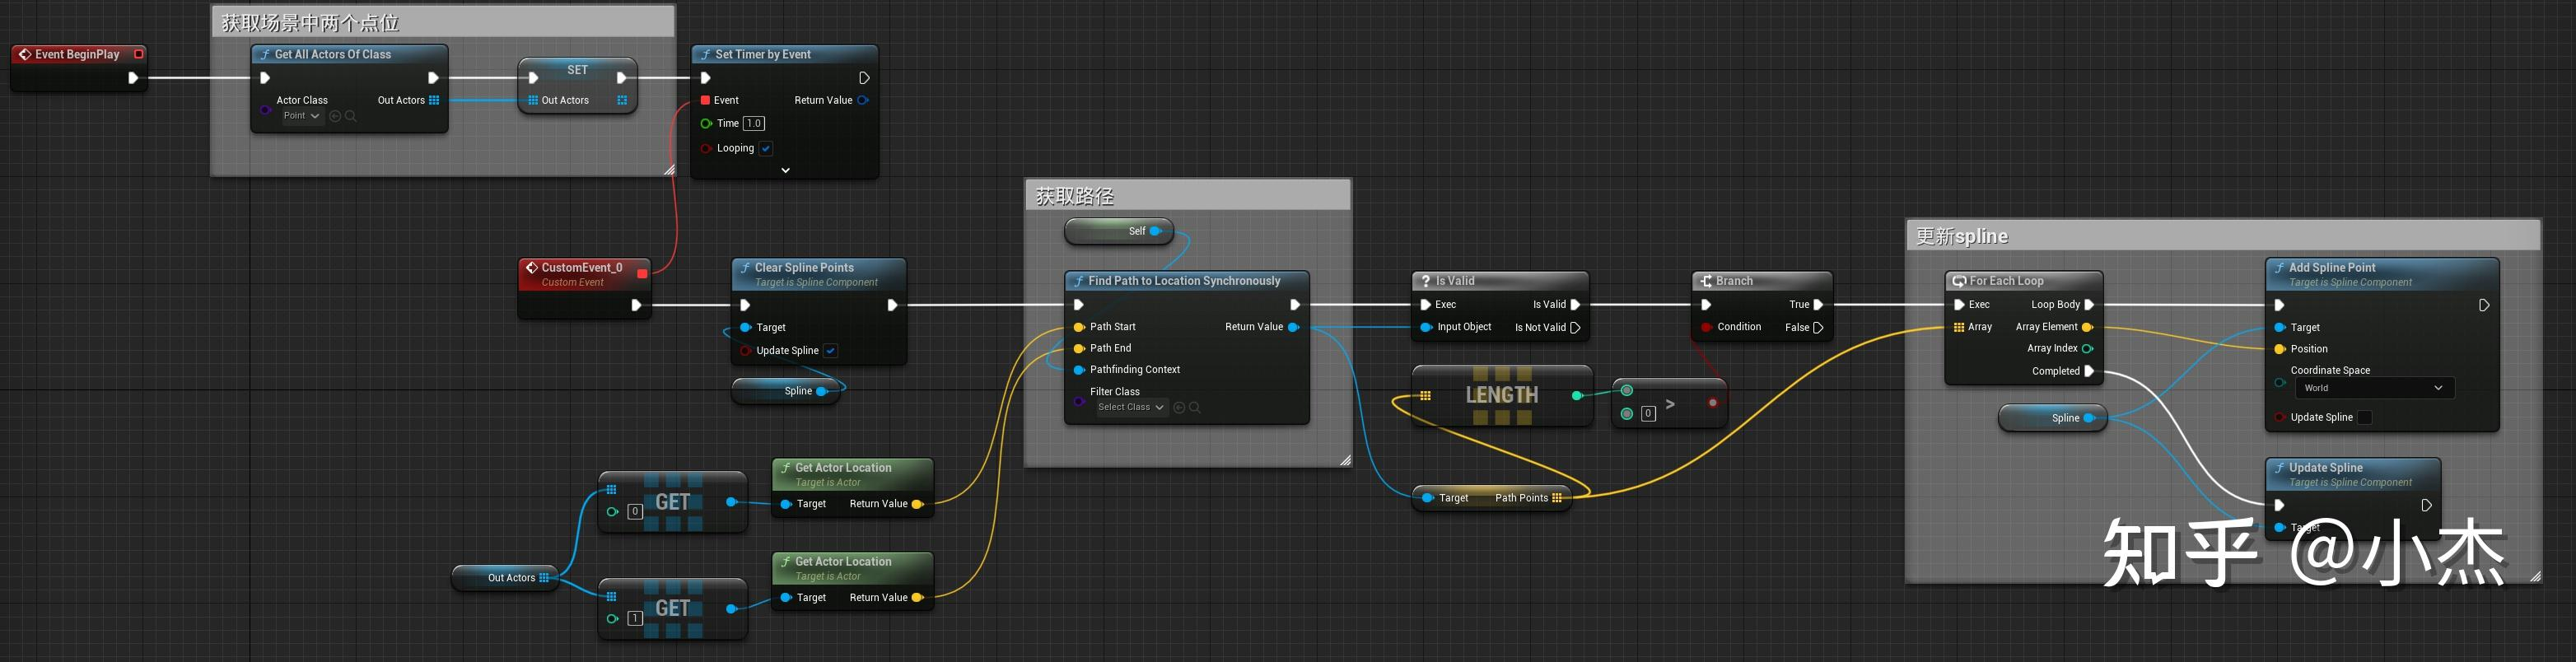 获取场景中两个点位
Event BeginPlay
Get All Actors Of Class
Actor Class
Point
Out Actors
SET
Out Actors
Set Timer by Event
Event
Return Value
Time 1.0
Looping
CustomEvent_0
Custom Event
Clear Spline Points
Target is Spline Component
Target
Update Spline
Spline
获取路径
Self
Find Path to Location Synchronously
Path Start
Return Value
Path End
Pathfinding Context
Filter Class
Select Class
Is Valid
Exec
Is Valid
Input Object
Is Not Valid
Branch
True
Condition
False
LENGTH
0
>
Target
Path Points
Out Actors
GET
0
GET
1
Get Actor Location
Target is Actor
Target
Return Value
Get Actor Location
Target is Actor
Target
Return Value
更新spline
For Each Loop
Exec
Loop Body
Array
Array Element
Array Index
Completed
Spline
Add Spline Point
Target is Spline Component
Target
Position
Coordinate Space
World
Update Spline
Update Spline
Target is Spline Component
Target
知乎 @小杰